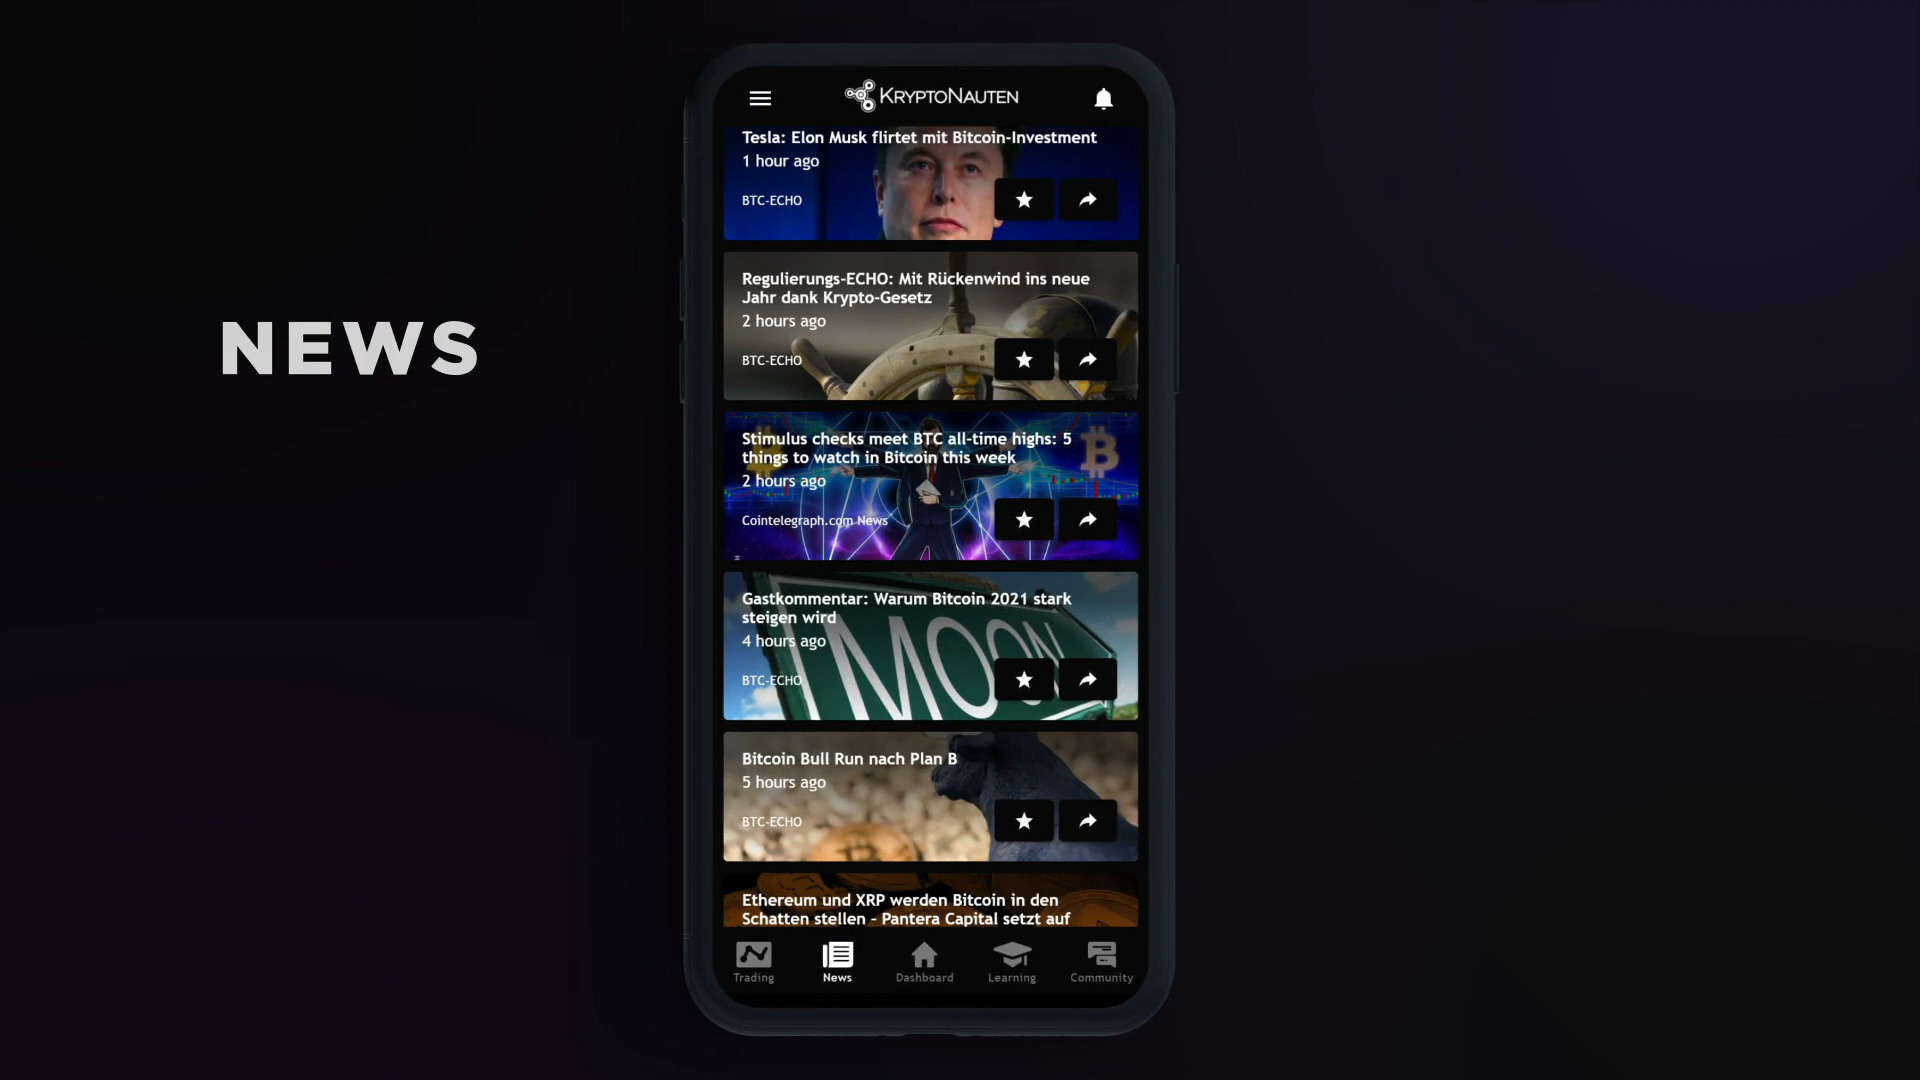 NEWS
KRYPTONAUTEN
Tesla: Elon Musk flirtet mit Bitcoin-Investment
1 hour ago
BTC-ECHO
Regulierungs-ECHO: Mit Rückenwind ins neue
Jahr dank Krypto-Gesetz
2 hours ago
BTC-ECHO
Stimulus checks meet BTC all-time highs: 5
things to watch in Bitcoin this week
2 hours ago
Cointelegraph.com News
Gastkommentar: Warum Bitcoin 2021 stark
steigen wird
4 hours ago
MOON
BTC-ECHO
Bitcoin Bull Run nach Plan B
5 hours ago
BTC-ECHO
Ethereum und XRP werden Bitcoin in den
Schatten stellen – Pantera Capital setzt auf
Trading
News
Dashboard
Learning
Community